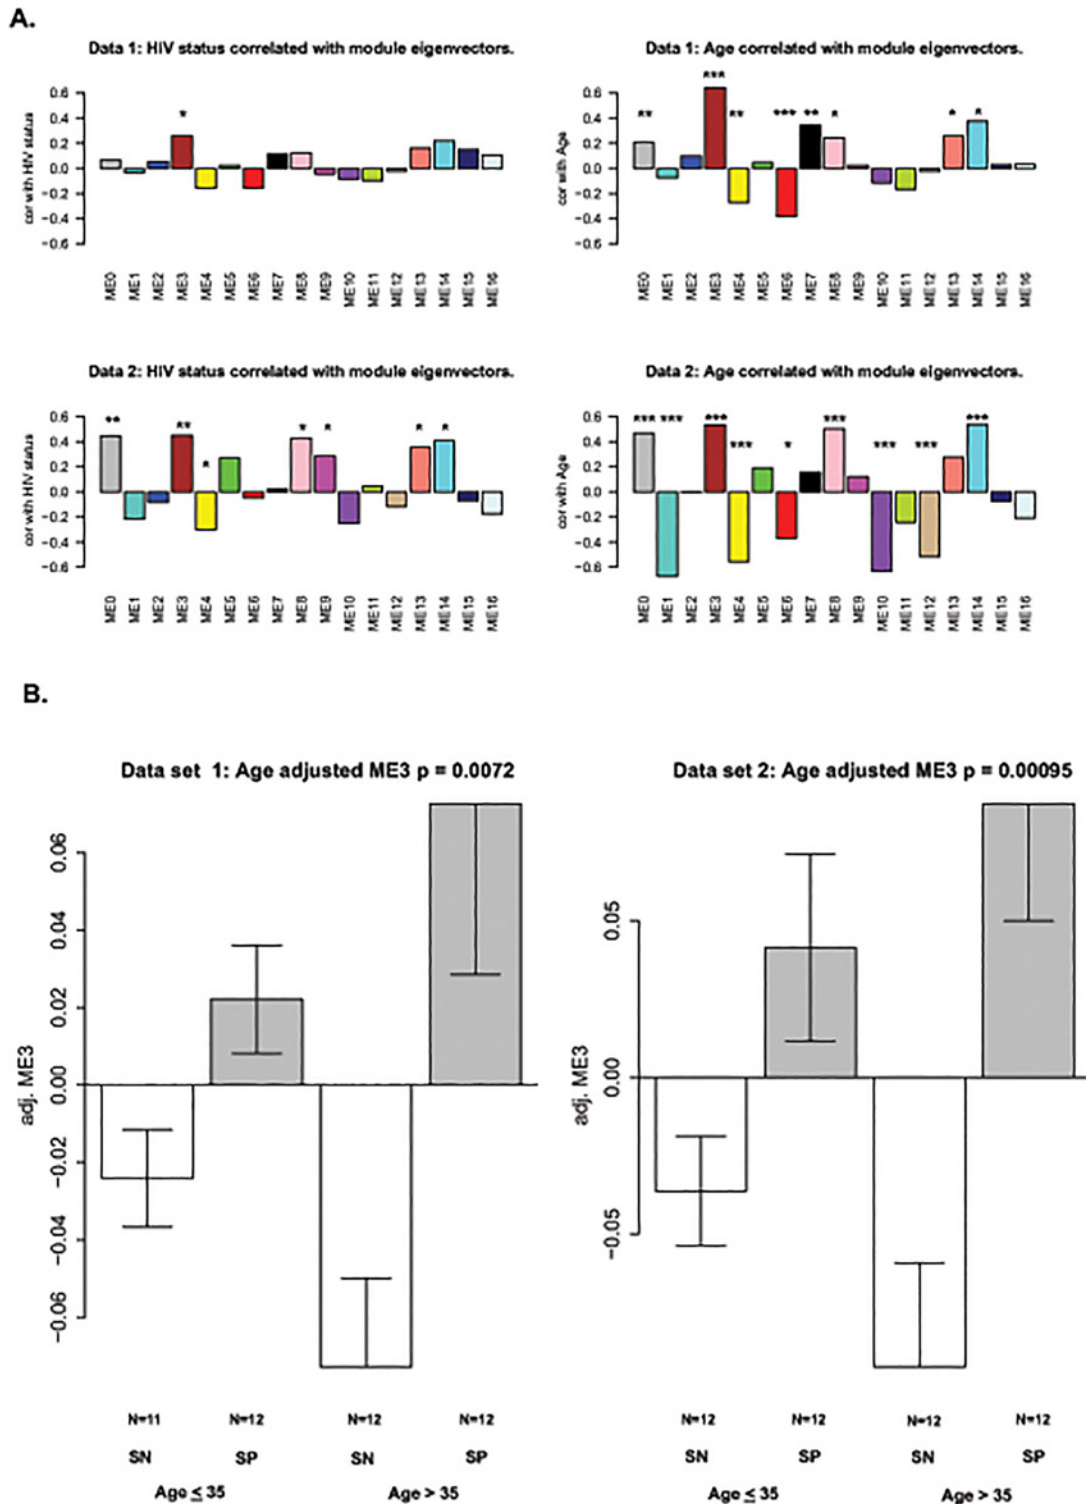 A.
Data 1: HIV status correlated with module eigenvectors.
cor with HIV status
0.6
0.4
0.2
0.0
−0.2
−0.4
−0.6
*
ME0 ME1 ME2 ME3 ME4 ME5 ME6 ME7 ME8 ME9 ME10 ME11 ME12 ME13 ME14 ME15 ME16
Data 1: Age correlated with module eigenvectors.
cor with Age
0.6
0.4
0.2
0.0
−0.2
−0.4
−0.6
** *** ** *** ** * * *
ME0 ME1 ME2 ME3 ME4 ME5 ME6 ME7 ME8 ME9 ME10 ME11 ME12 ME13 ME14 ME15 ME16
Data 2: HIV status correlated with module eigenvectors.
cor with HIV status
0.6
0.4
0.2
0.0
−0.2
−0.4
−0.6
** ** * * * * *
ME0 ME1 ME2 ME3 ME4 ME5 ME6 ME7 ME8 ME9 ME10 ME11 ME12 ME13 ME14 ME15 ME16
Data 2: Age correlated with module eigenvectors.
cor with Age
0.6
0.4
0.2
0.0
−0.2
−0.4
−0.6
*** *** *** *** * *** *** *** ***
ME0 ME1 ME2 ME3 ME4 ME5 ME6 ME7 ME8 ME9 ME10 ME11 ME12 ME13 ME14 ME15 ME16
B.
Data set 1: Age adjusted ME3 p = 0.0072
adj. ME3
0.06
0.04
0.02
0.00
−0.02
−0.04
−0.06
N=11 N=12 N=12 N=12
SN SP SN SP
Age ≤ 35 Age > 35
Data set 2: Age adjusted ME3 p = 0.00095
adj. ME3
0.05
0.00
−0.05
N=12 N=12 N=12 N=12
SN SP SN SP
Age ≤ 35 Age > 35